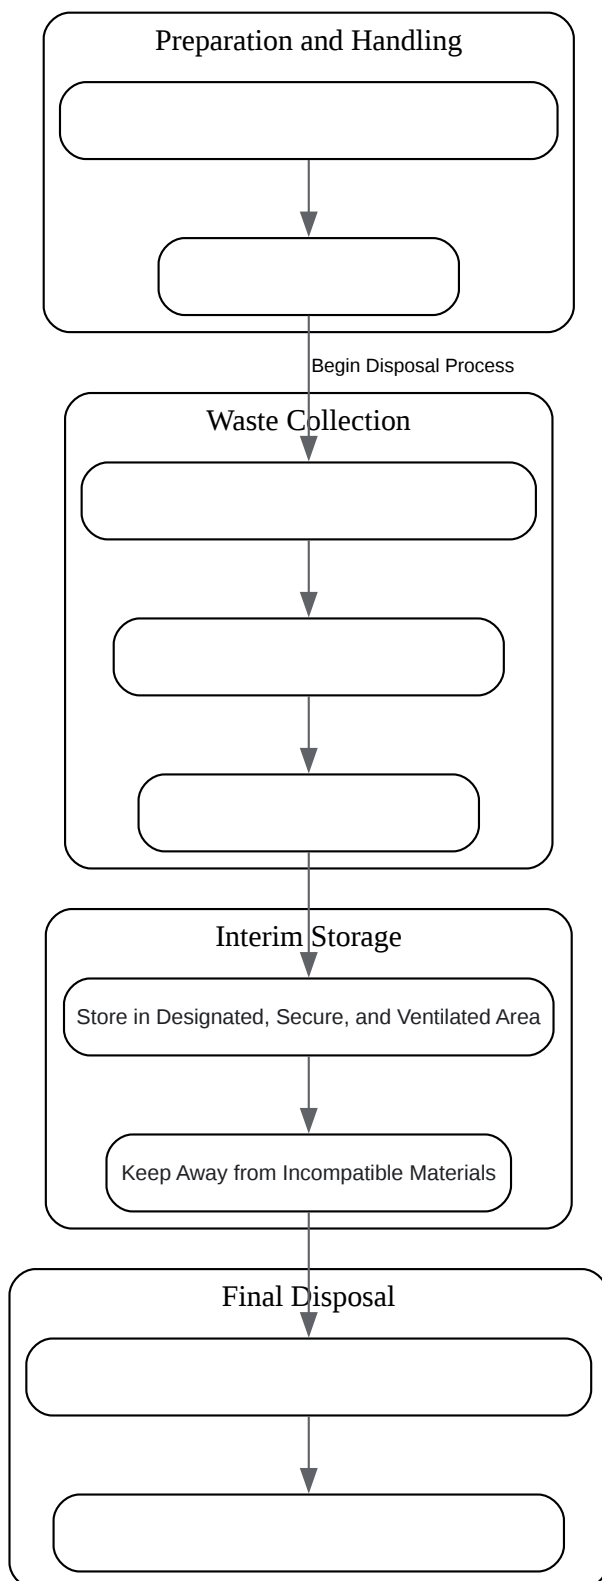 Preparation and Handling
Begin Disposal Process
Waste Collection
Interim Storage
Store in Designated, Secure, and Ventilated Area
Keep Away from Incompatible Materials
Final Disposal